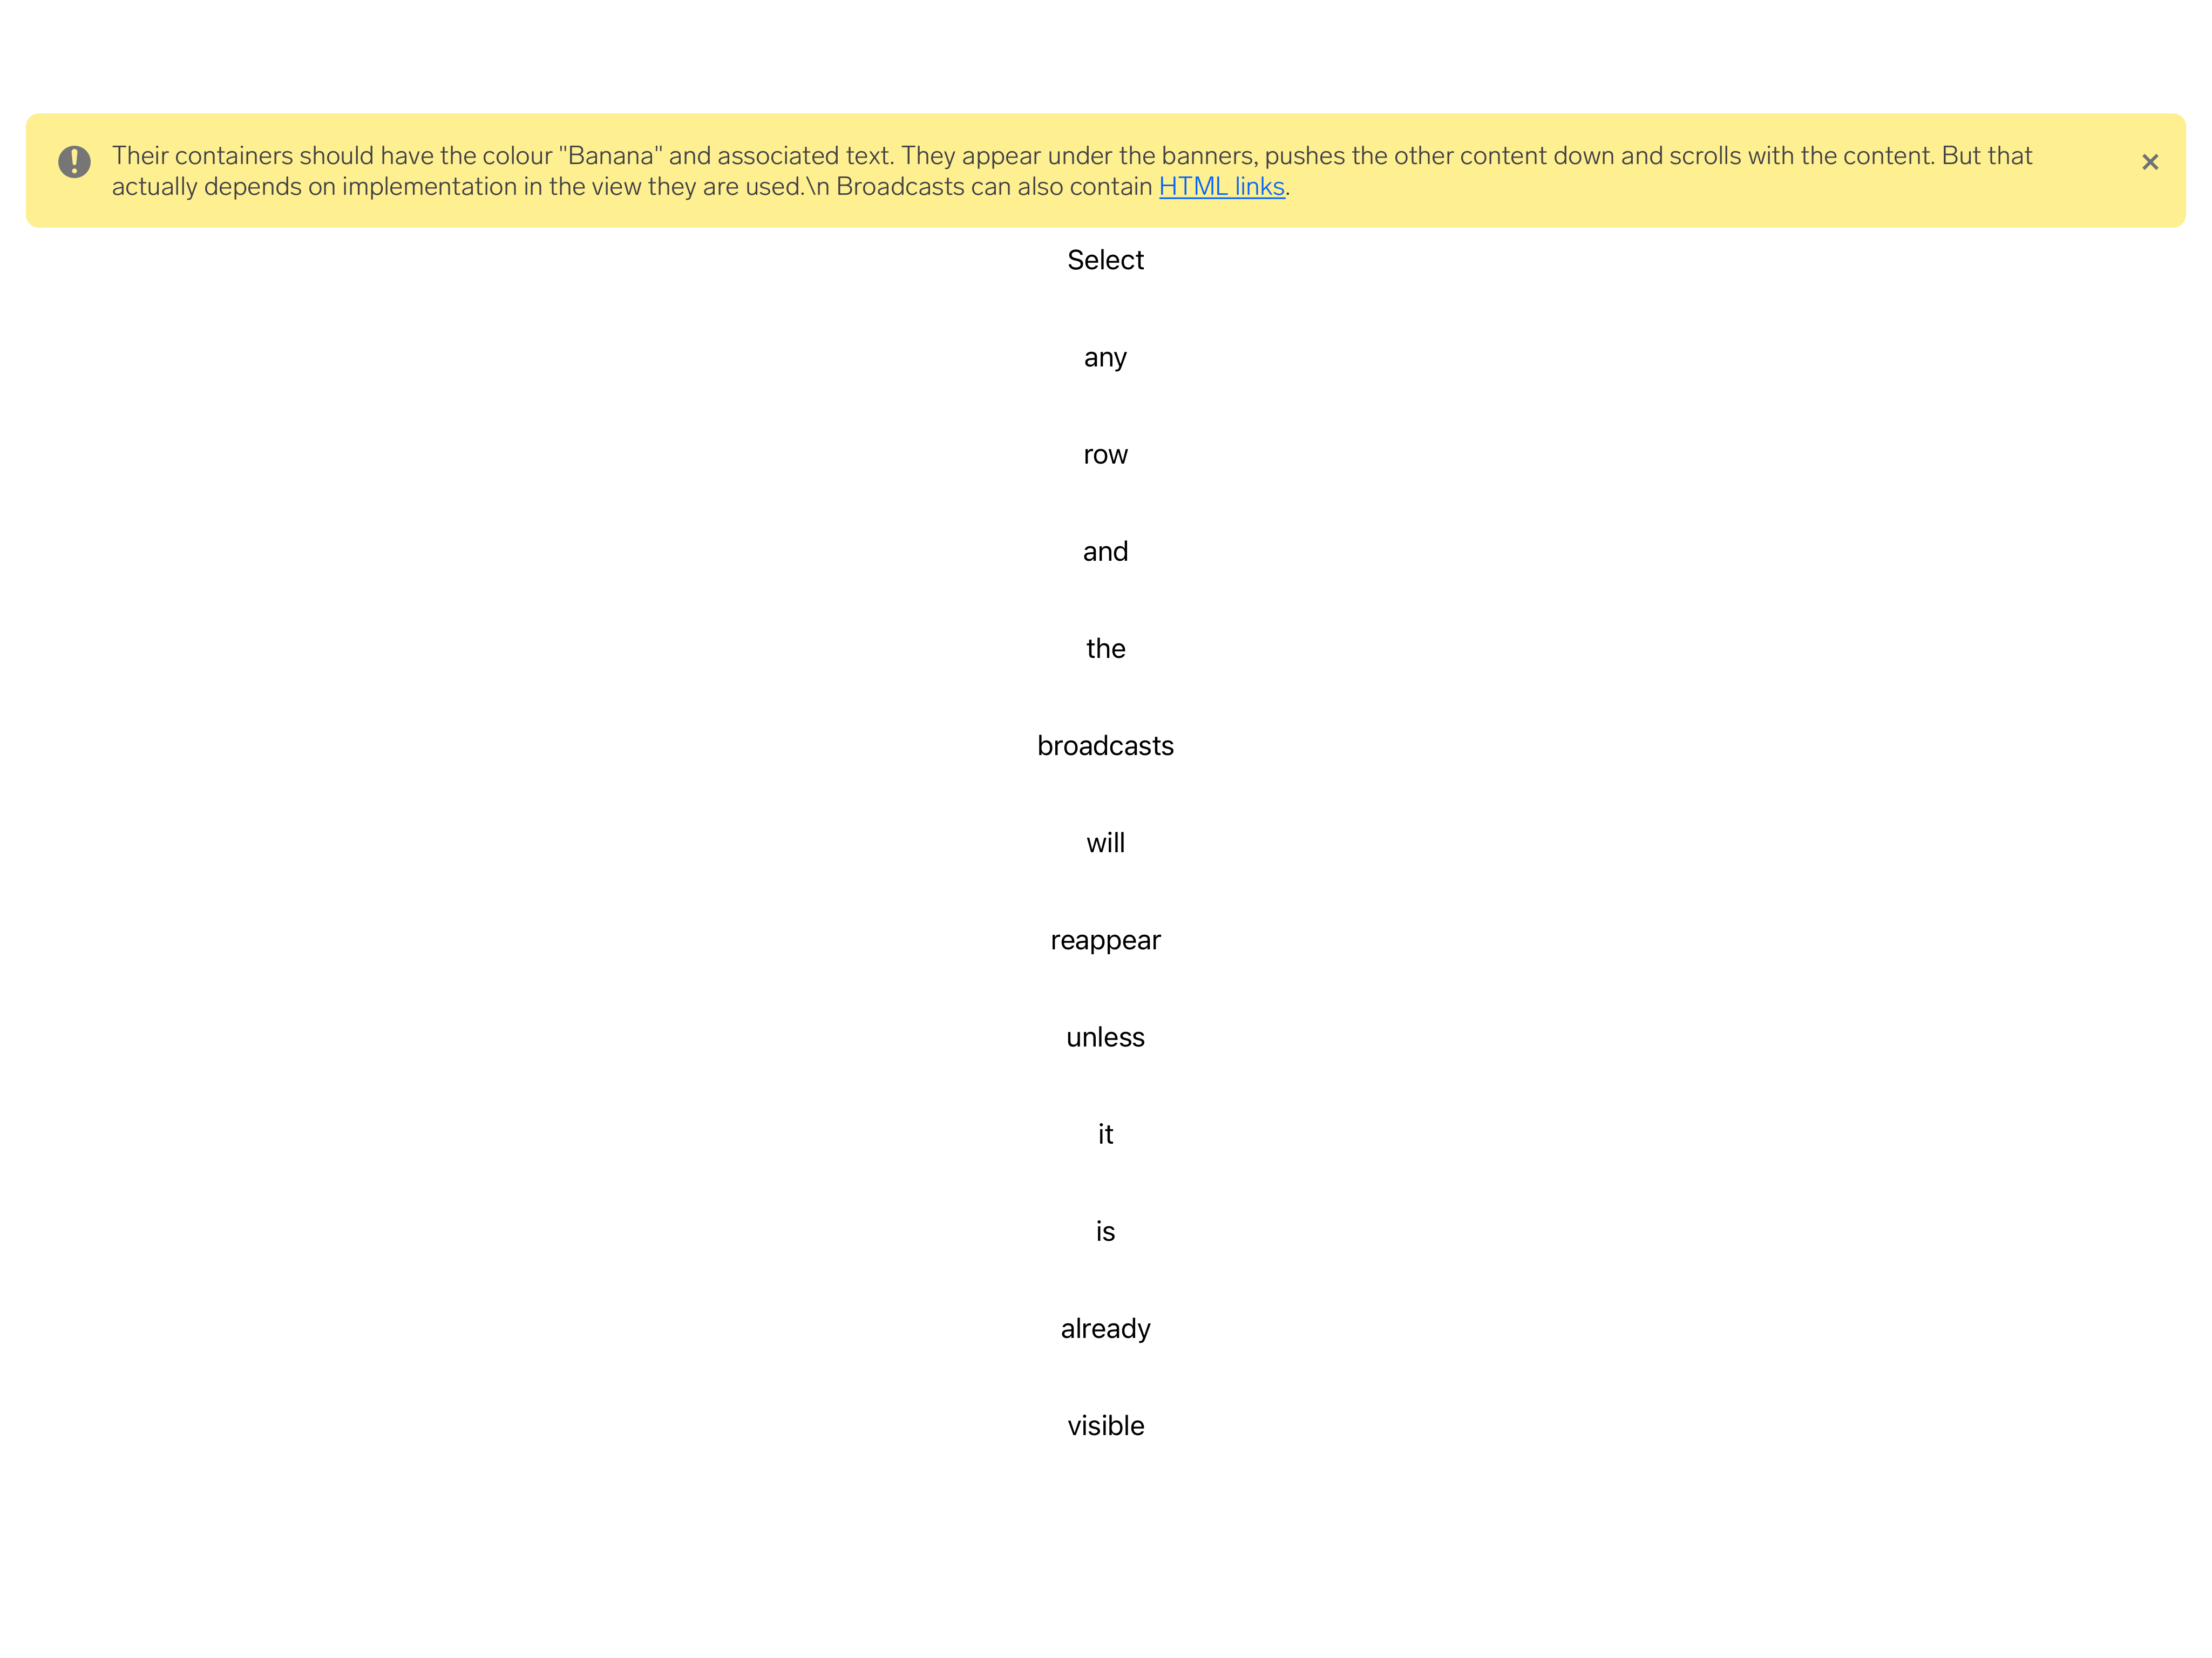 Their containers should have the colour "Banana" and associated text. They appear under the banners, pushes the other content down and scrolls with the content. But that
actually depends on implementation in the view they are used.\n Broadcasts can also contain HTML links.
Select
any
row
and
the
broadcasts
will
reappear
unless
it
is
already
visible